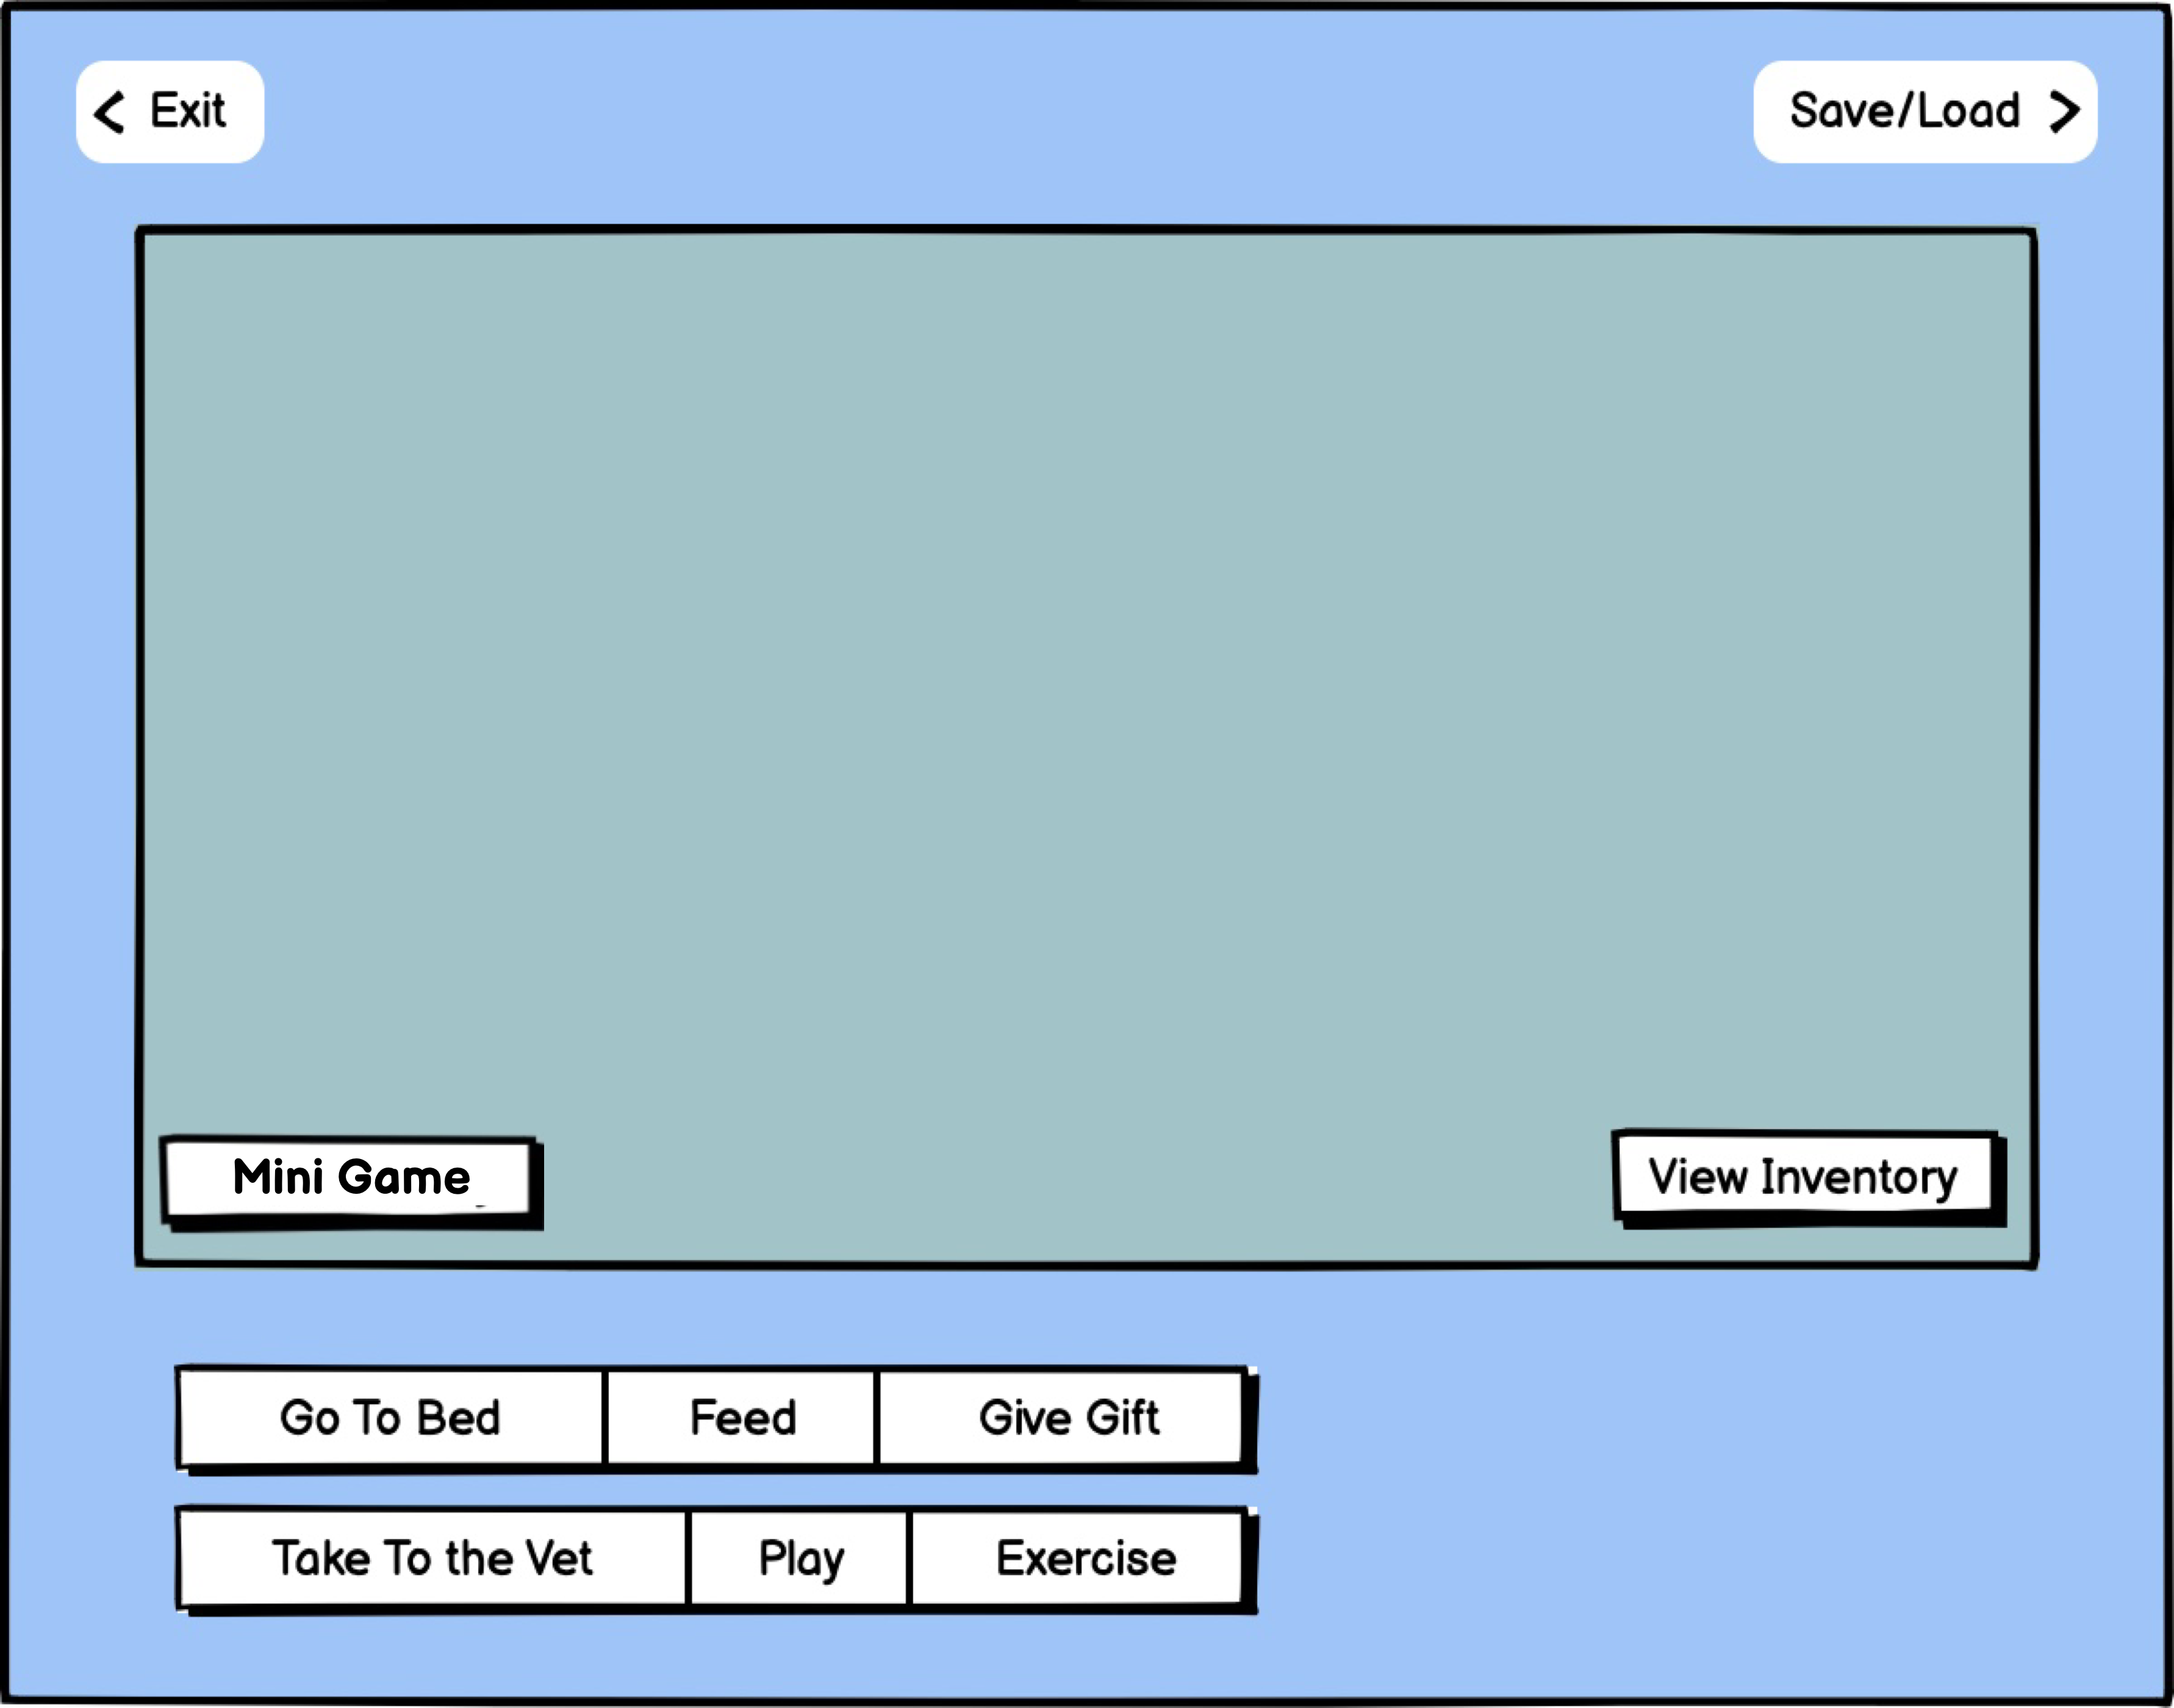 Exit
Save/Load
Mini Game
View Inventory
Go To Bed Feed Give Gift
Take To the Vet Play Exercise